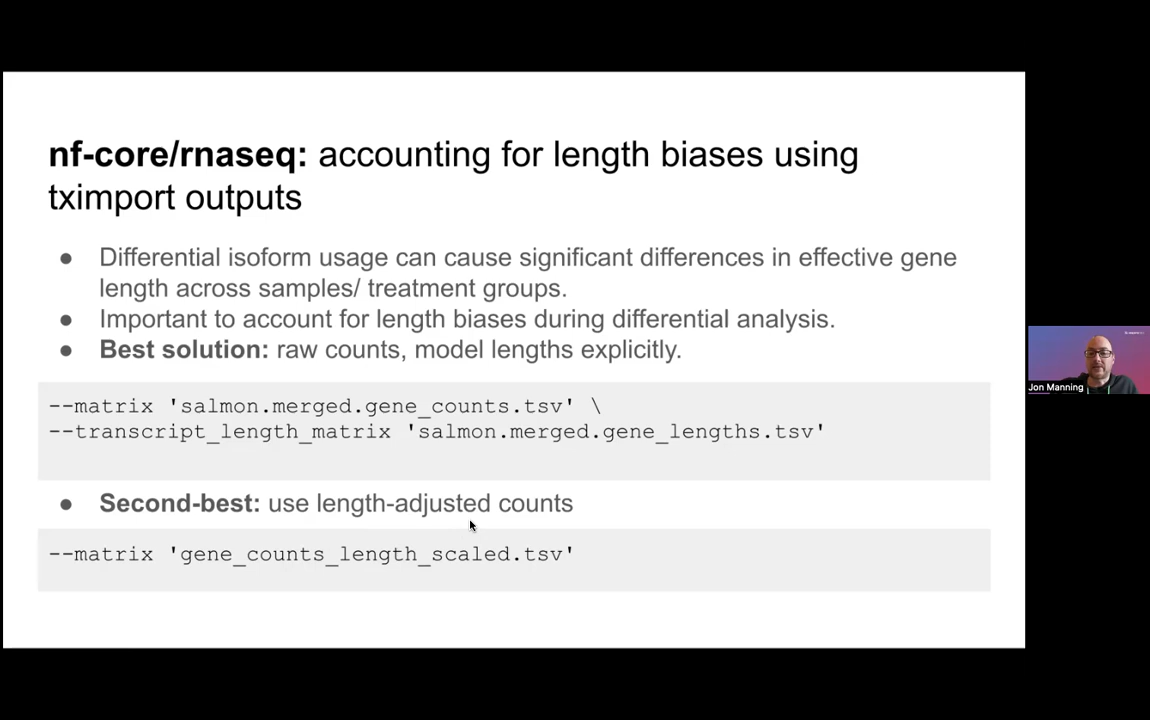 nf-core/rnaseq: accounting for length biases using
tximport outputs
● Differential isoform usage can cause significant differences in effective gene
length across samples/ treatment groups.
● Important to account for length biases during differential analysis.
● Best solution: raw counts, model lengths explicitly.
--matrix 'salmon.merged.gene_counts.tsv' \
--transcript_length_matrix 'salmon.merged.gene_lengths.tsv'
● Second-best: use length-adjusted counts
--matrix 'gene_counts_length_scaled.tsv'
Jon Manning